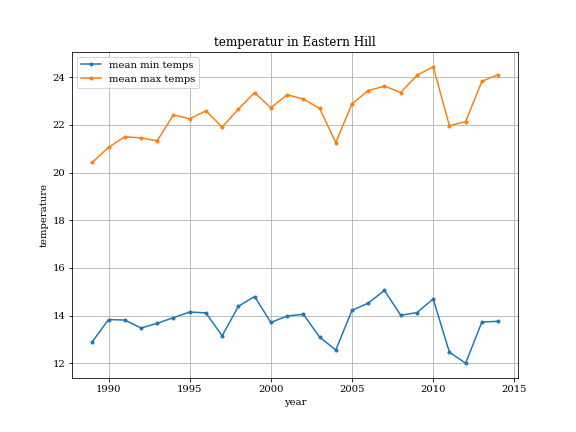 temperatur in Eastern Hill
mean min temps
mean max temps
temperature
24
22
20
18
16
14
12
1990 1995 2000 2005 2010 2015
year